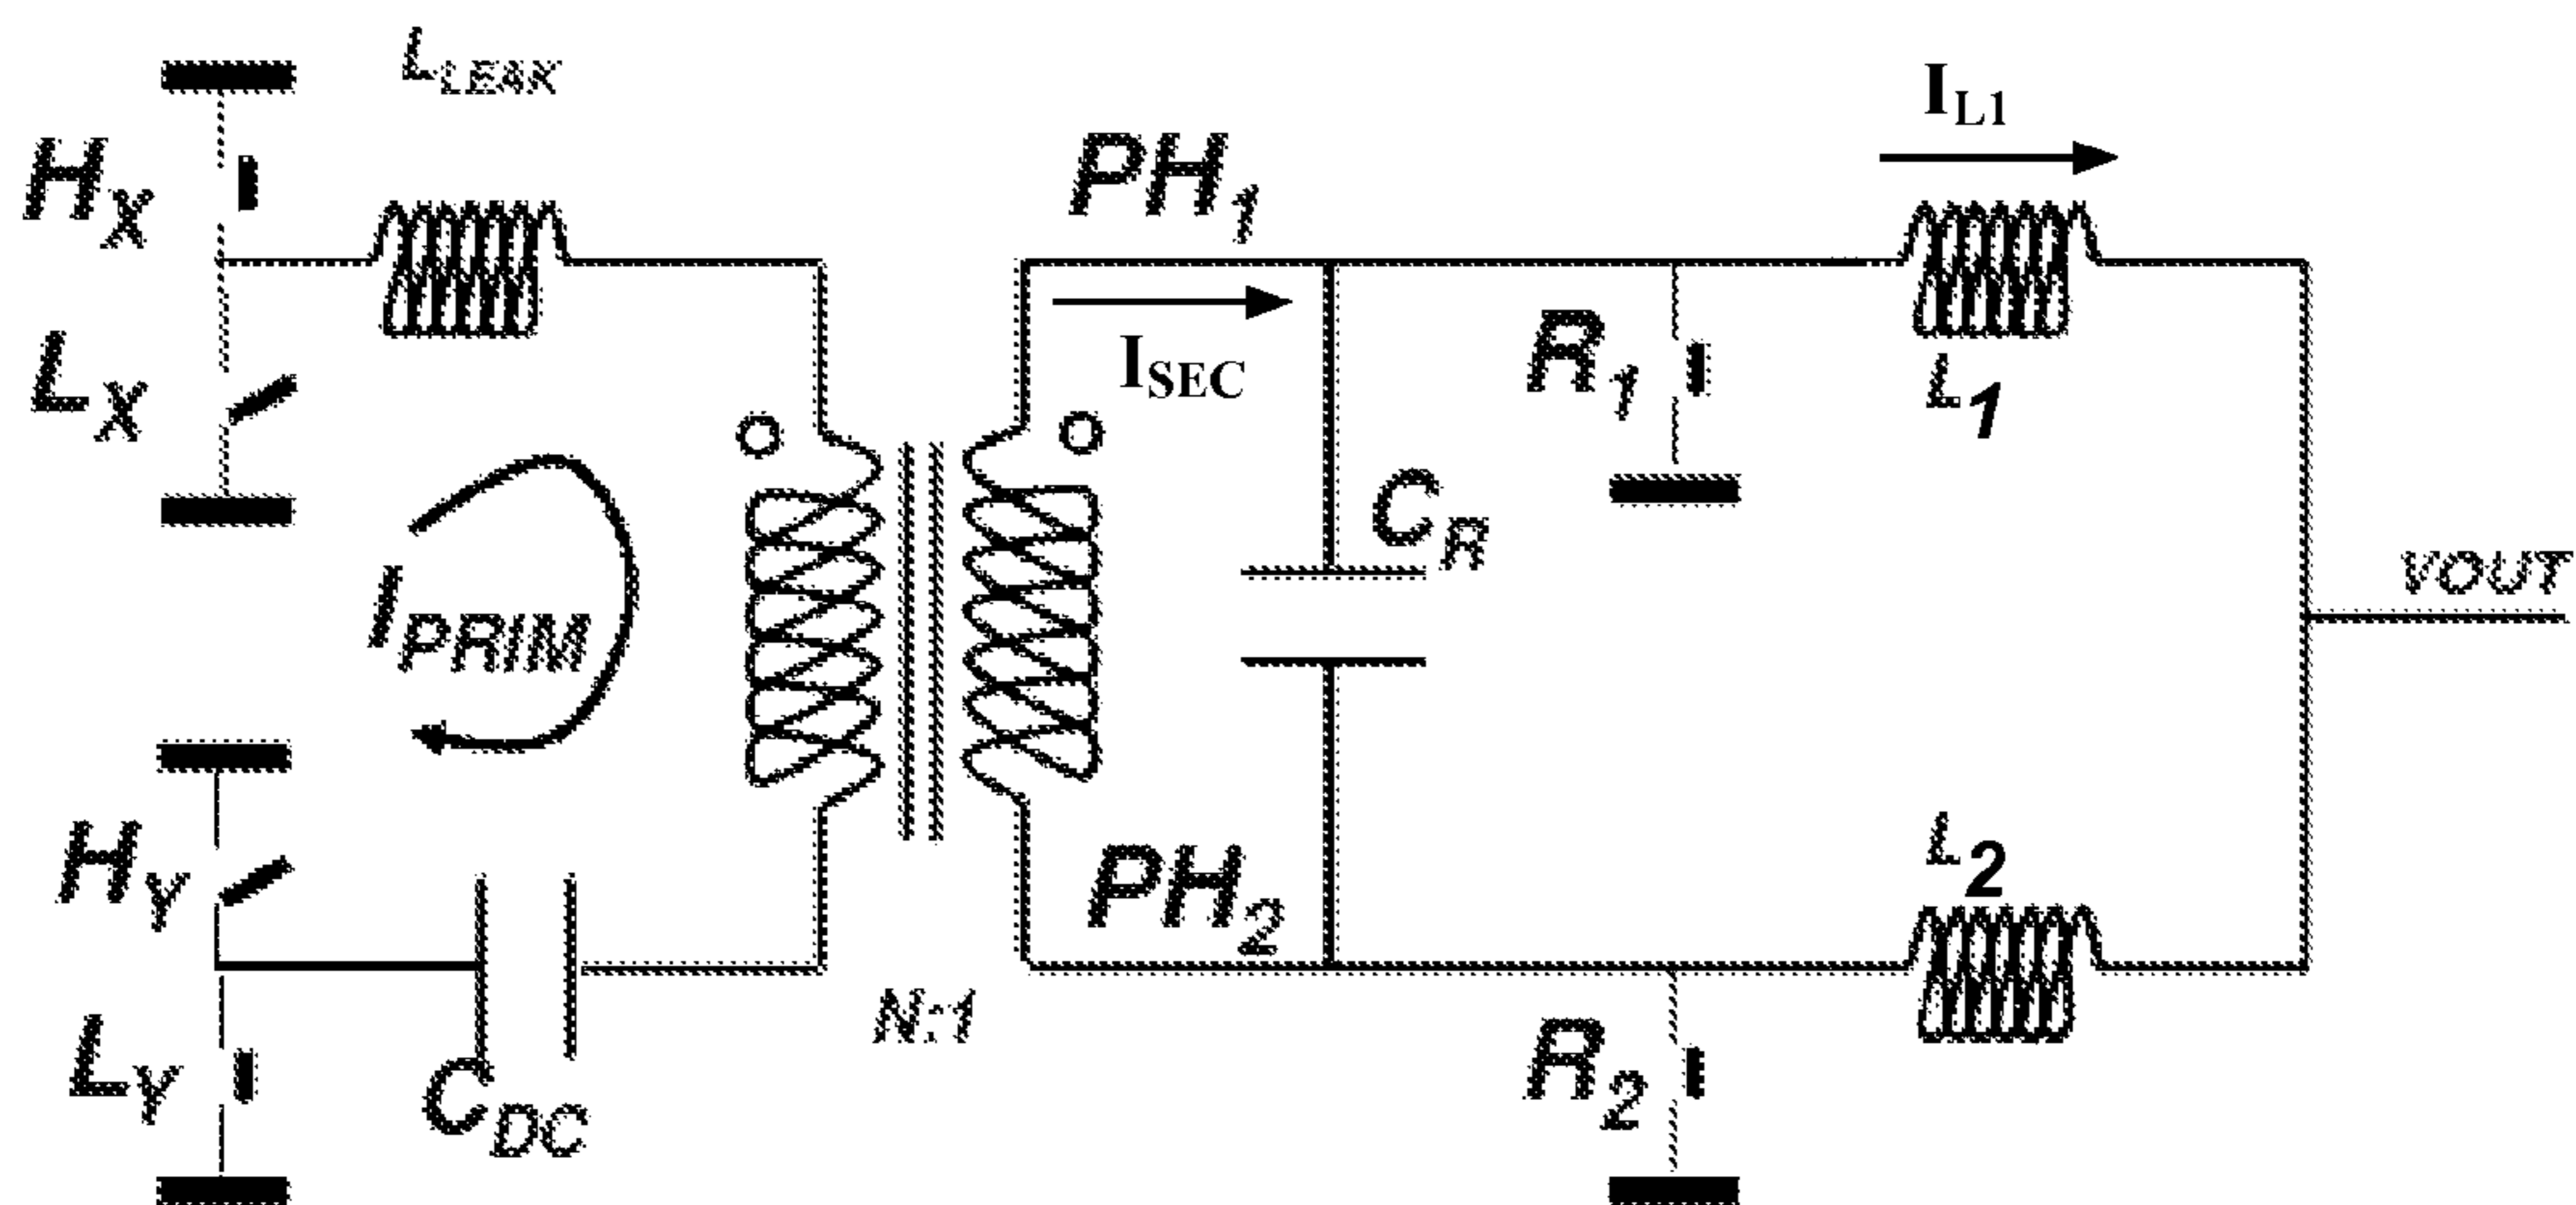 L_LEAK
I_L1
H_X
PH_1
L_X
R_1
I_SEC
L_1
C_R
I_PRIM
VOUT
H_Y
PH_2
L_2
N:1
L_Y
C_DC
R_2